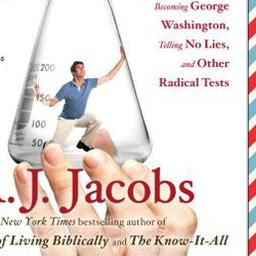 Becoming George
Washington,
Telling No Lies,
and Other
Radical Tests
s
200
150
100
50
. J. Jacobs
New York Times bestselling author of
of Living Biblically and The Know-It-All